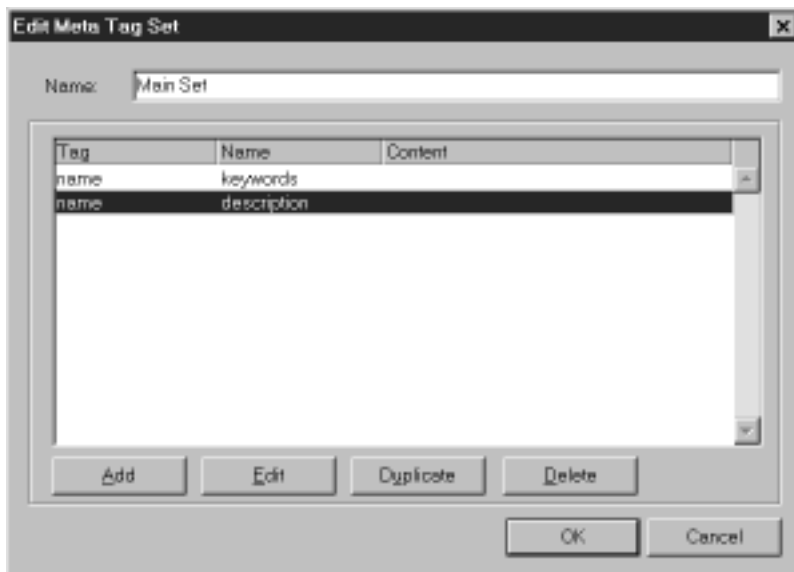 Edit Meta Tag Set
Name: Main Set
Tag Name Content
name keywords
name description
Add Edit Duplicate Delete
OK Cancel